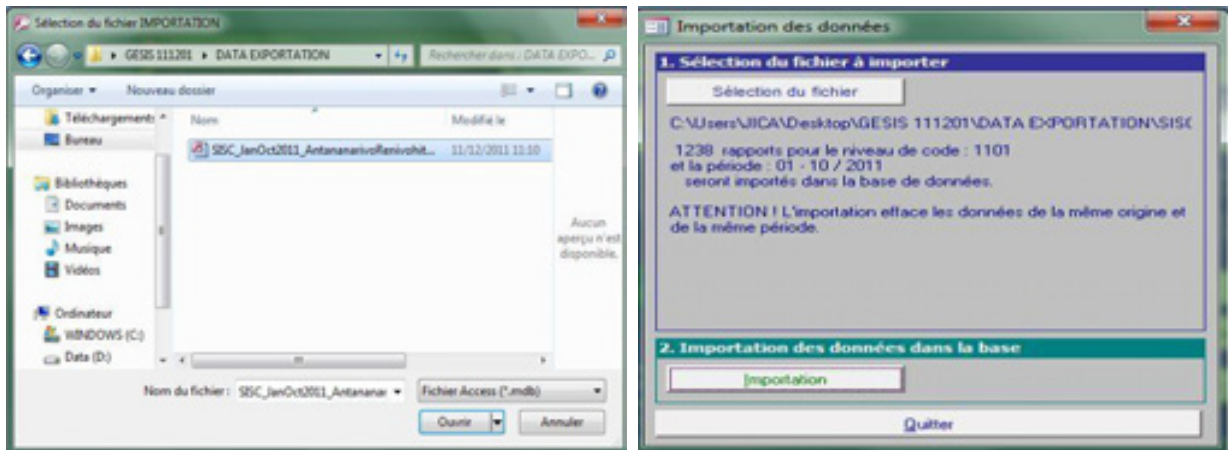 Sélection du fichier IMPORTATION
GESIS 111201 ▸ DATA EXPORTATION
Rechercher dans : DATA EXPO...
Organiser ▾ Nouveau dossier
Téléchargements
Bureau
Bibliothèques
Documents
Images
Musique
Vidéos
Ordinateur
WINDOWS (C:)
Data (D:)
Nom Modifié le
SISC_JanOct2011_AntananarivoRenivohit... 11/12/2011 11:10
Aucun
aperçu n'est
disponible.
Nom du fichier : SISC_JanOct2011_Antananar
Fichier Access (*.mdb)
Ouvrir Annuler
Importation des données
1. Sélection du fichier à importer
Sélection du fichier
C:\Users\JICA\Desktop\GESIS 111201\DATA EXPORTATION\SISC
1238 rapports pour le niveau de code : 1101
et la période : 01 - 10 / 2011
seront importés dans la base de données.
ATTENTION ! L'importation efface les données de la même origine et
de la même période.
2. Importation des données dans la base
Importation
Quitter